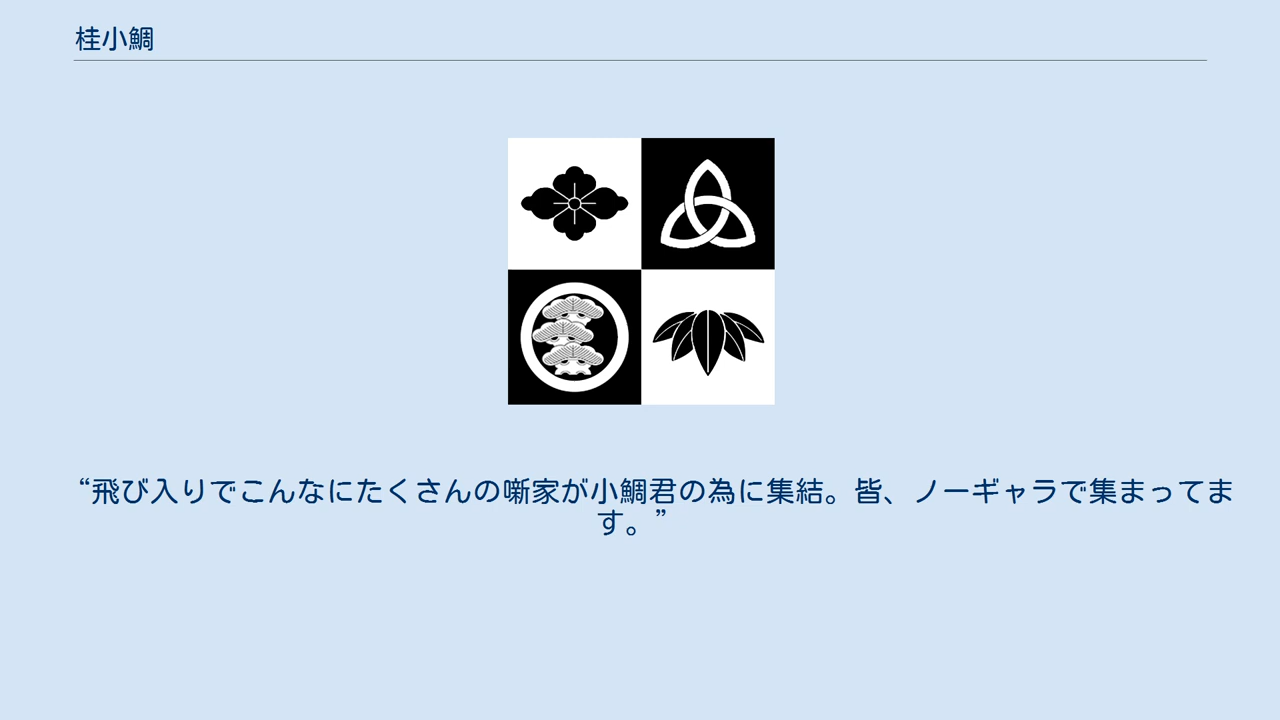 桂小鯛
“飛び入りでこんなにたくさんの噺家が小鯛君の為に集結。皆、ノーギャラで集まってま
す。”